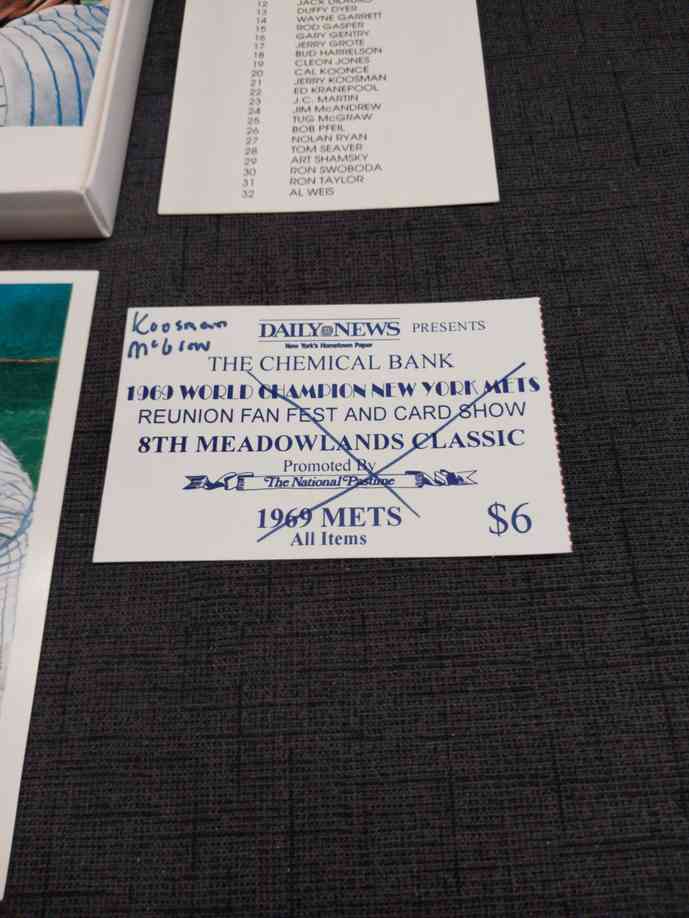 12 JACK DILAURO
13 DUFFY DYER
14 WAYNE GARRETT
15 ROD GASPER
16 GARY GENTRY
17 JERRY GROTE
18 BUD HARRELSON
19 CLEON JONES
20 CAL KOONCE
21 JERRY KOOSMAN
22 ED KRANEPOOL
23 J.C. MARTIN
24 JIM McANDREW
25 TUG McGRAW
26 BOB PFEIL
27 NOLAN RYAN
28 TOM SEAVER
29 ART SHAMSKY
30 RON SWOBODA
31 RON TAYLOR
32 AL WEIS
Koosman
McGraw
DAILY NEWS PRESENTS
New York's Hometown Paper
THE CHEMICAL BANK
1969 WORLD CHAMPION NEW YORK METS
REUNION FAN FEST AND CARD SHOW
8TH MEADOWLANDS CLASSIC
Promoted By
The National Pastime
1969 METS
All Items
$6